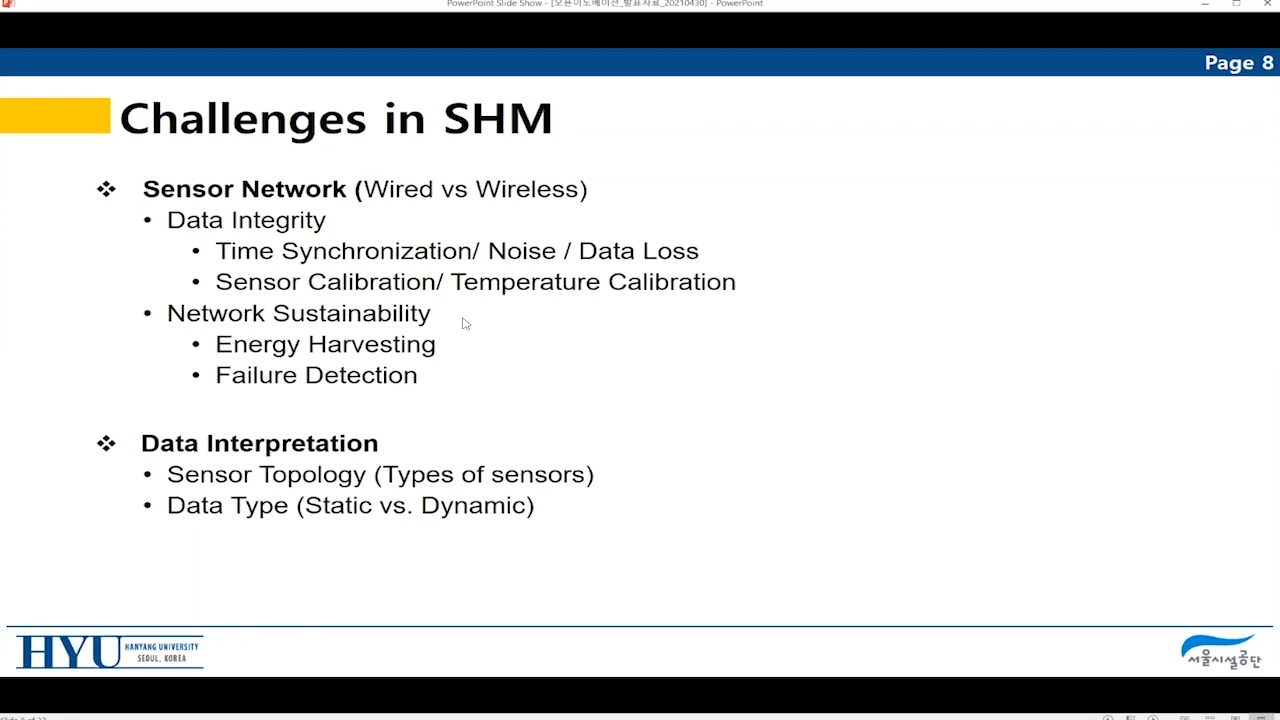 PowerPoint Slide Show - [오픈이노베이션_발표자료_20210430] - PowerPoint
Page 8
Challenges in SHM
❖ Sensor Network (Wired vs Wireless)
• Data Integrity
• Time Synchronization/ Noise / Data Loss
• Sensor Calibration/ Temperature Calibration
• Network Sustainability
• Energy Harvesting
• Failure Detection
❖ Data Interpretation
• Sensor Topology (Types of sensors)
• Data Type (Static vs. Dynamic)
HYU
HANYANG UNIVERSITY
SEOUL, KOREA
서울시설공단